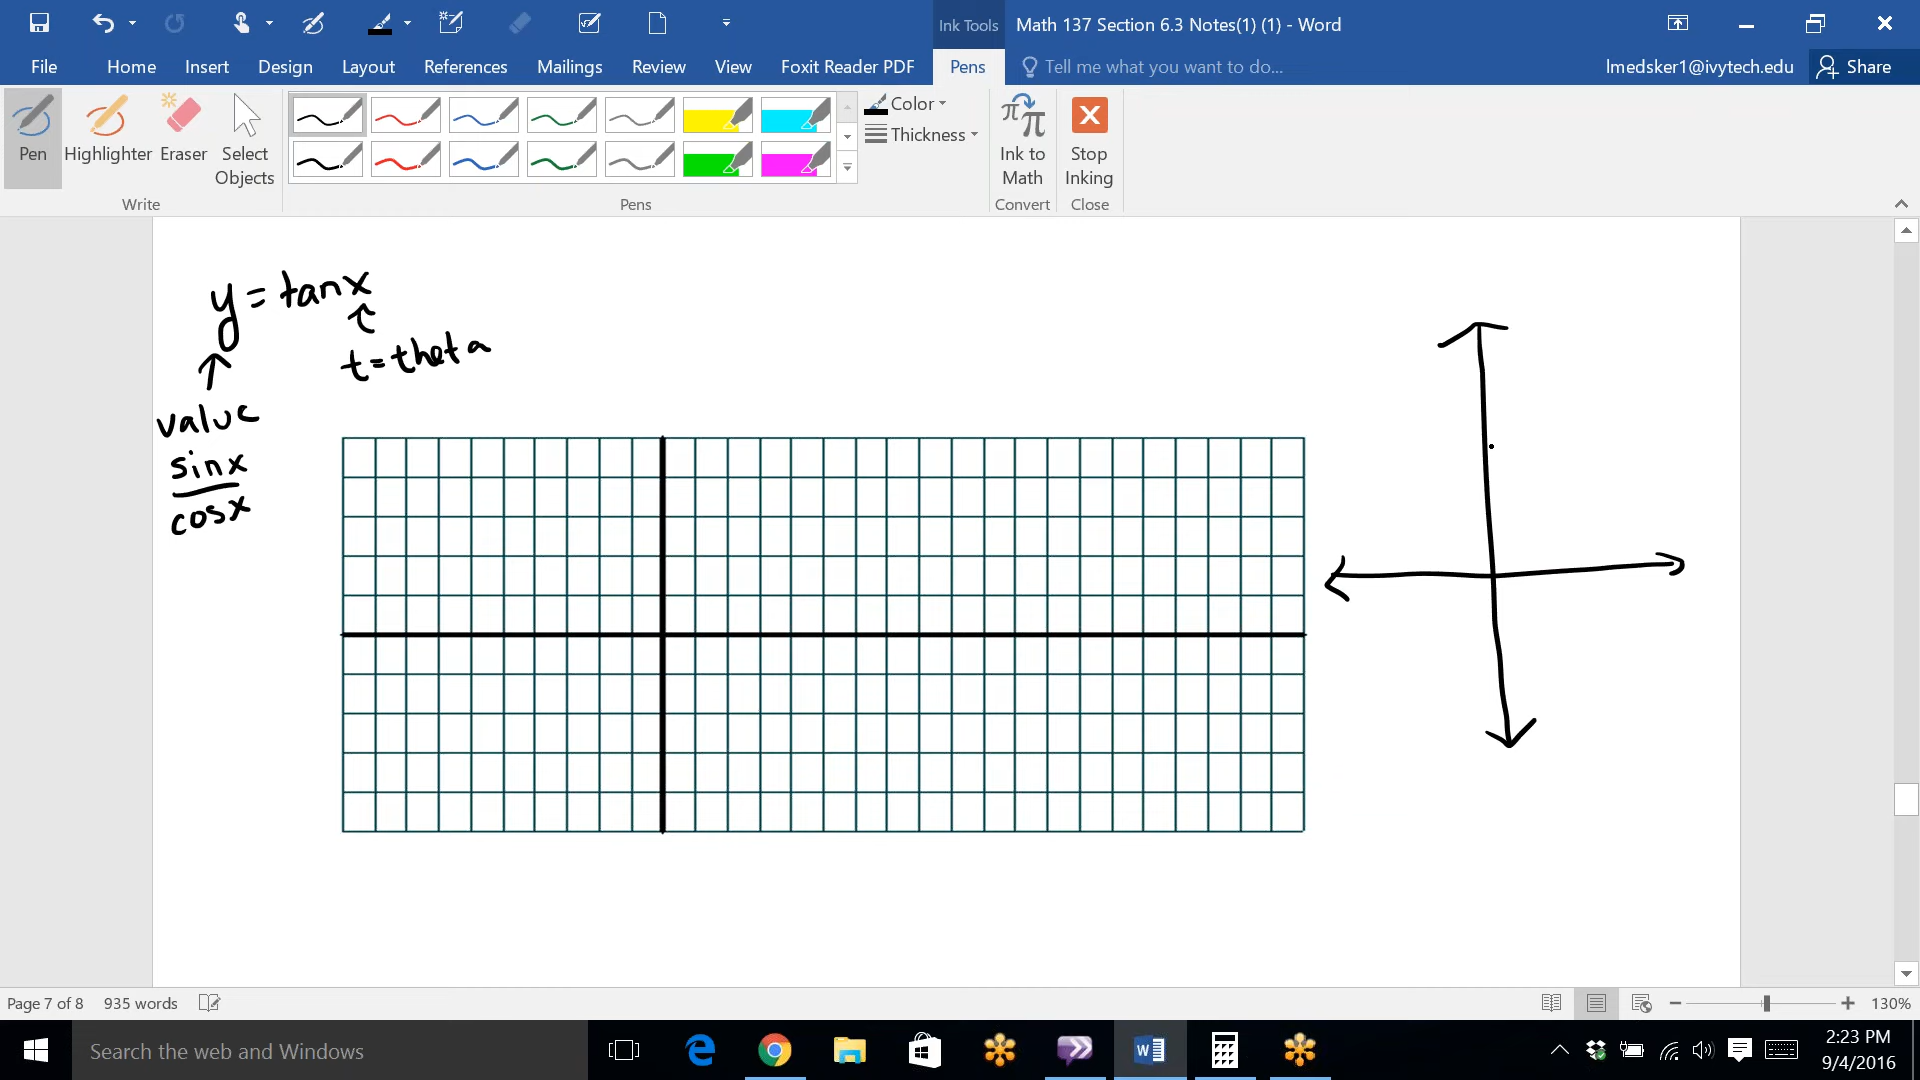 Ink Tools
Math 137 Section 6.3 Notes(1) (1) - Word
File Home Insert Design Layout References Mailings Review View Foxit Reader PDF Pens Tell me what you want to do... lmedsker1@ivytech.edu Share
Color
Thickness
Pen Highlighter Eraser Select Objects
Ink to Math
Stop Inking
Write Pens Convert Close
y = tanx
t = theta
value
sinx
cosx
Page 7 of 8 935 words 130%
Search the web and Windows
2:23 PM
9/4/2016